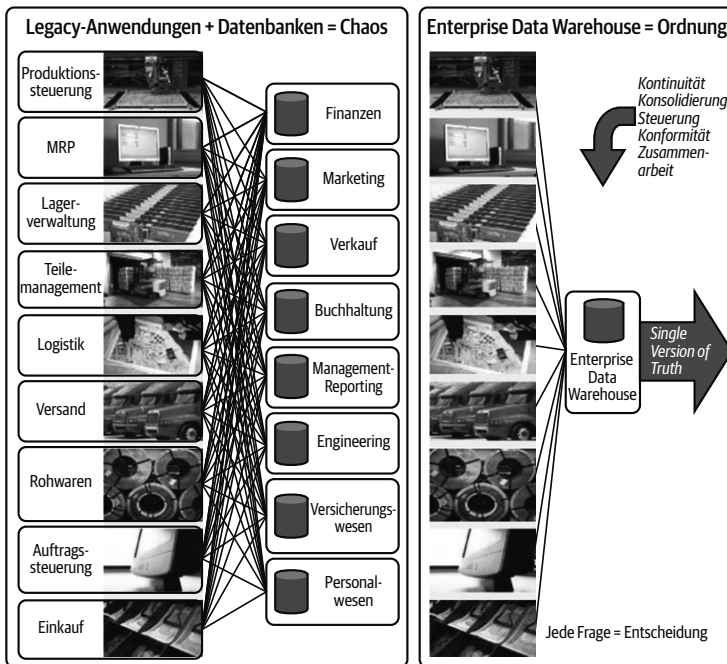 Legacy-Anwendungen + Datenbanken = Chaos
Produktions-
steuerung
MRP
Lager-
verwaltung
Teile-
management
Logistik
Versand
Rohwaren
Auftrags-
steuerung
Einkauf
Finanzen
Marketing
Verkauf
Buchhaltung
Management-
Reporting
Engineering
Versicherungs-
wesen
Personal-
wesen
Enterprise Data Warehouse = Ordnung
Kontinuität
Konsolidierung
Steuerung
Konformität
Zusammen-
arbeit
Enterprise
Data
Warehouse
Single
Version of
Truth
Jede Frage = Entscheidung